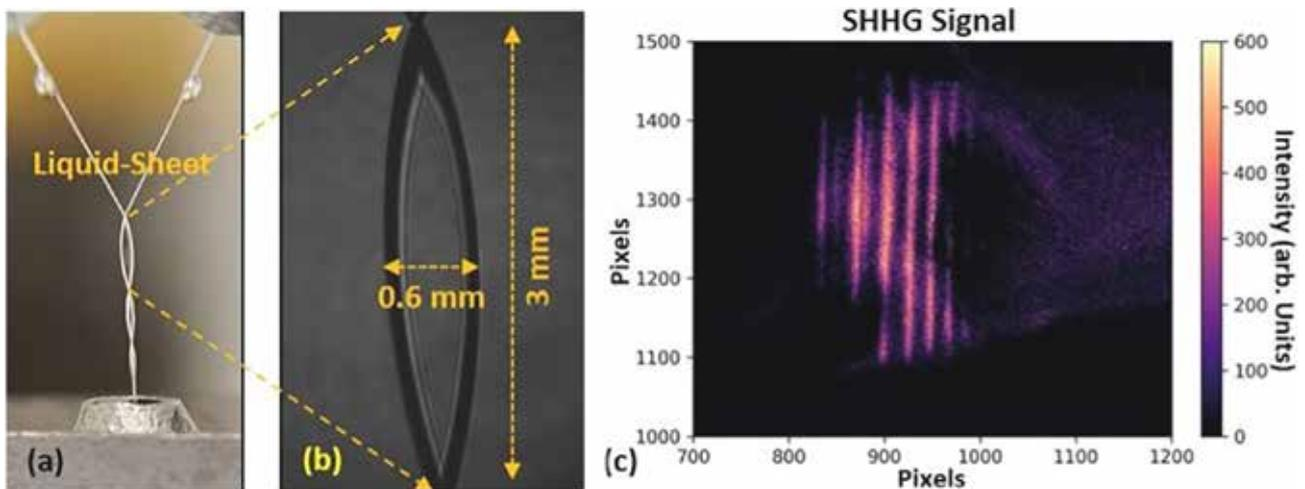 Liquid-Sheet
(a)
0.6 mm
3 mm
(b)
SHHG Signal
1500
1400
1300
1200
1100
1000
Pixels
700
800
900
1000
1100
1200
Pixels
(c)
600
500
400
300
200
100
0
Intensity (arb. Units)